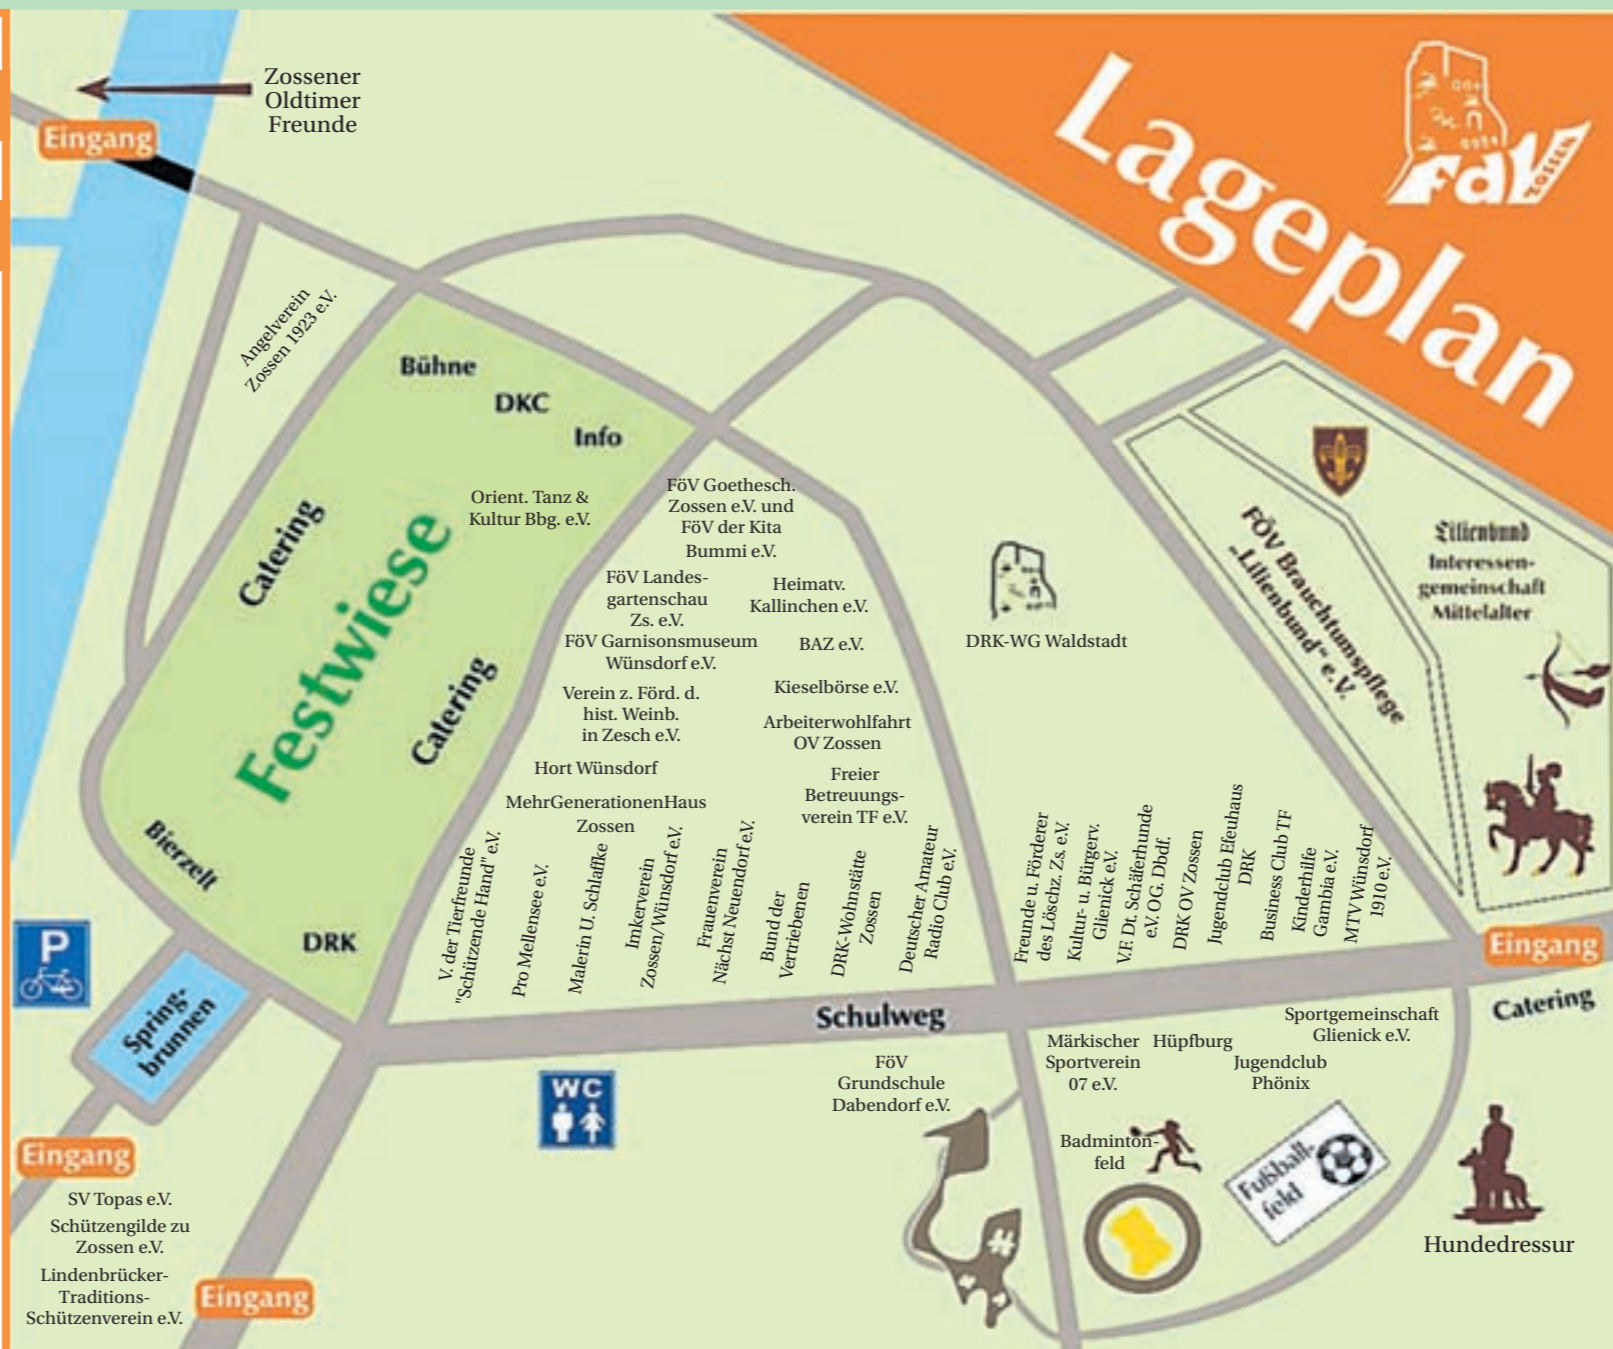 Lageplan
FdV
ZOSSEN
Zossener
Oldtimer
Freunde
Eingang
Angelverein
Zossen 1923 e.V.
Bühne
DKC
Info
Catering
Festwiese
Orient. Tanz &
Kultur Bbg. e.V.
Catering
Bierzelt
DRK
FöV Goethesch.
Zossen e.V. und
FöV der Kita
Bummi e.V.
FöV Landes-
gartenschau
Zs. e.V.
Heimatv.
Kallinchen e.V.
FöV Garnisonsmuseum
Wünsdorf e.V.
BAZ e.V.
Verein z. Förd. d.
hist. Weinb.
in Zesch e.V.
Kieselbörse e.V.
Arbeiterwohlfahrt
OV Zossen
Hort Wünsdorf
Freier
Betreuungs-
verein TF e.V.
MehrGenerationenHaus
Zossen
DRK-WG Waldstadt
FÖV Brauchtumspflege
„Lilienbund“ e.V.
Lilienbund
Interessen-
gemeinschaft
Mittelalter
V. der Tierfreunde
"Schützende Hand" e.V.
Pro Mellensee e.V.
Malerin U. Schlaffke
Imkerverein
Zossen/Wünsdorf e.V.
Frauenverein
Nächst Neuendorf e.V.
Bund der
Vertriebenen
DRK-Wohnstätte
Zossen
Deutscher Amateur
Radio Club e.V.
Freunde u. Förderer
des Löschz. Zs. e.V.
Kultur- u. Bürgerv.
Glienick e.V.
V.F. Dt. Schäferhunde
e.V. OG. Dbdf.
DRK OV Zossen
Jugendclub Efeuhaus
DRK
Business Club TF
Kinderhilfe
Gambia e.V.
MTV Wünsdorf
1910 e.V.
Eingang
P
Spring-
brunnen
Schulweg
Catering
WC
FöV
Grundschule
Dabendorf e.V.
Märkischer
Sportverein
07 e.V.
Hüpfburg
Sportgemeinschaft
Glienick e.V.
Jugendclub
Phönix
Badminton-
feld
Fußball-
feld
Hundedressur
Eingang
SV Topas e.V.
Schützengilde zu
Zossen e.V.
Lindenbrücker-
Traditions-
Schützenverein e.V.
Eingang